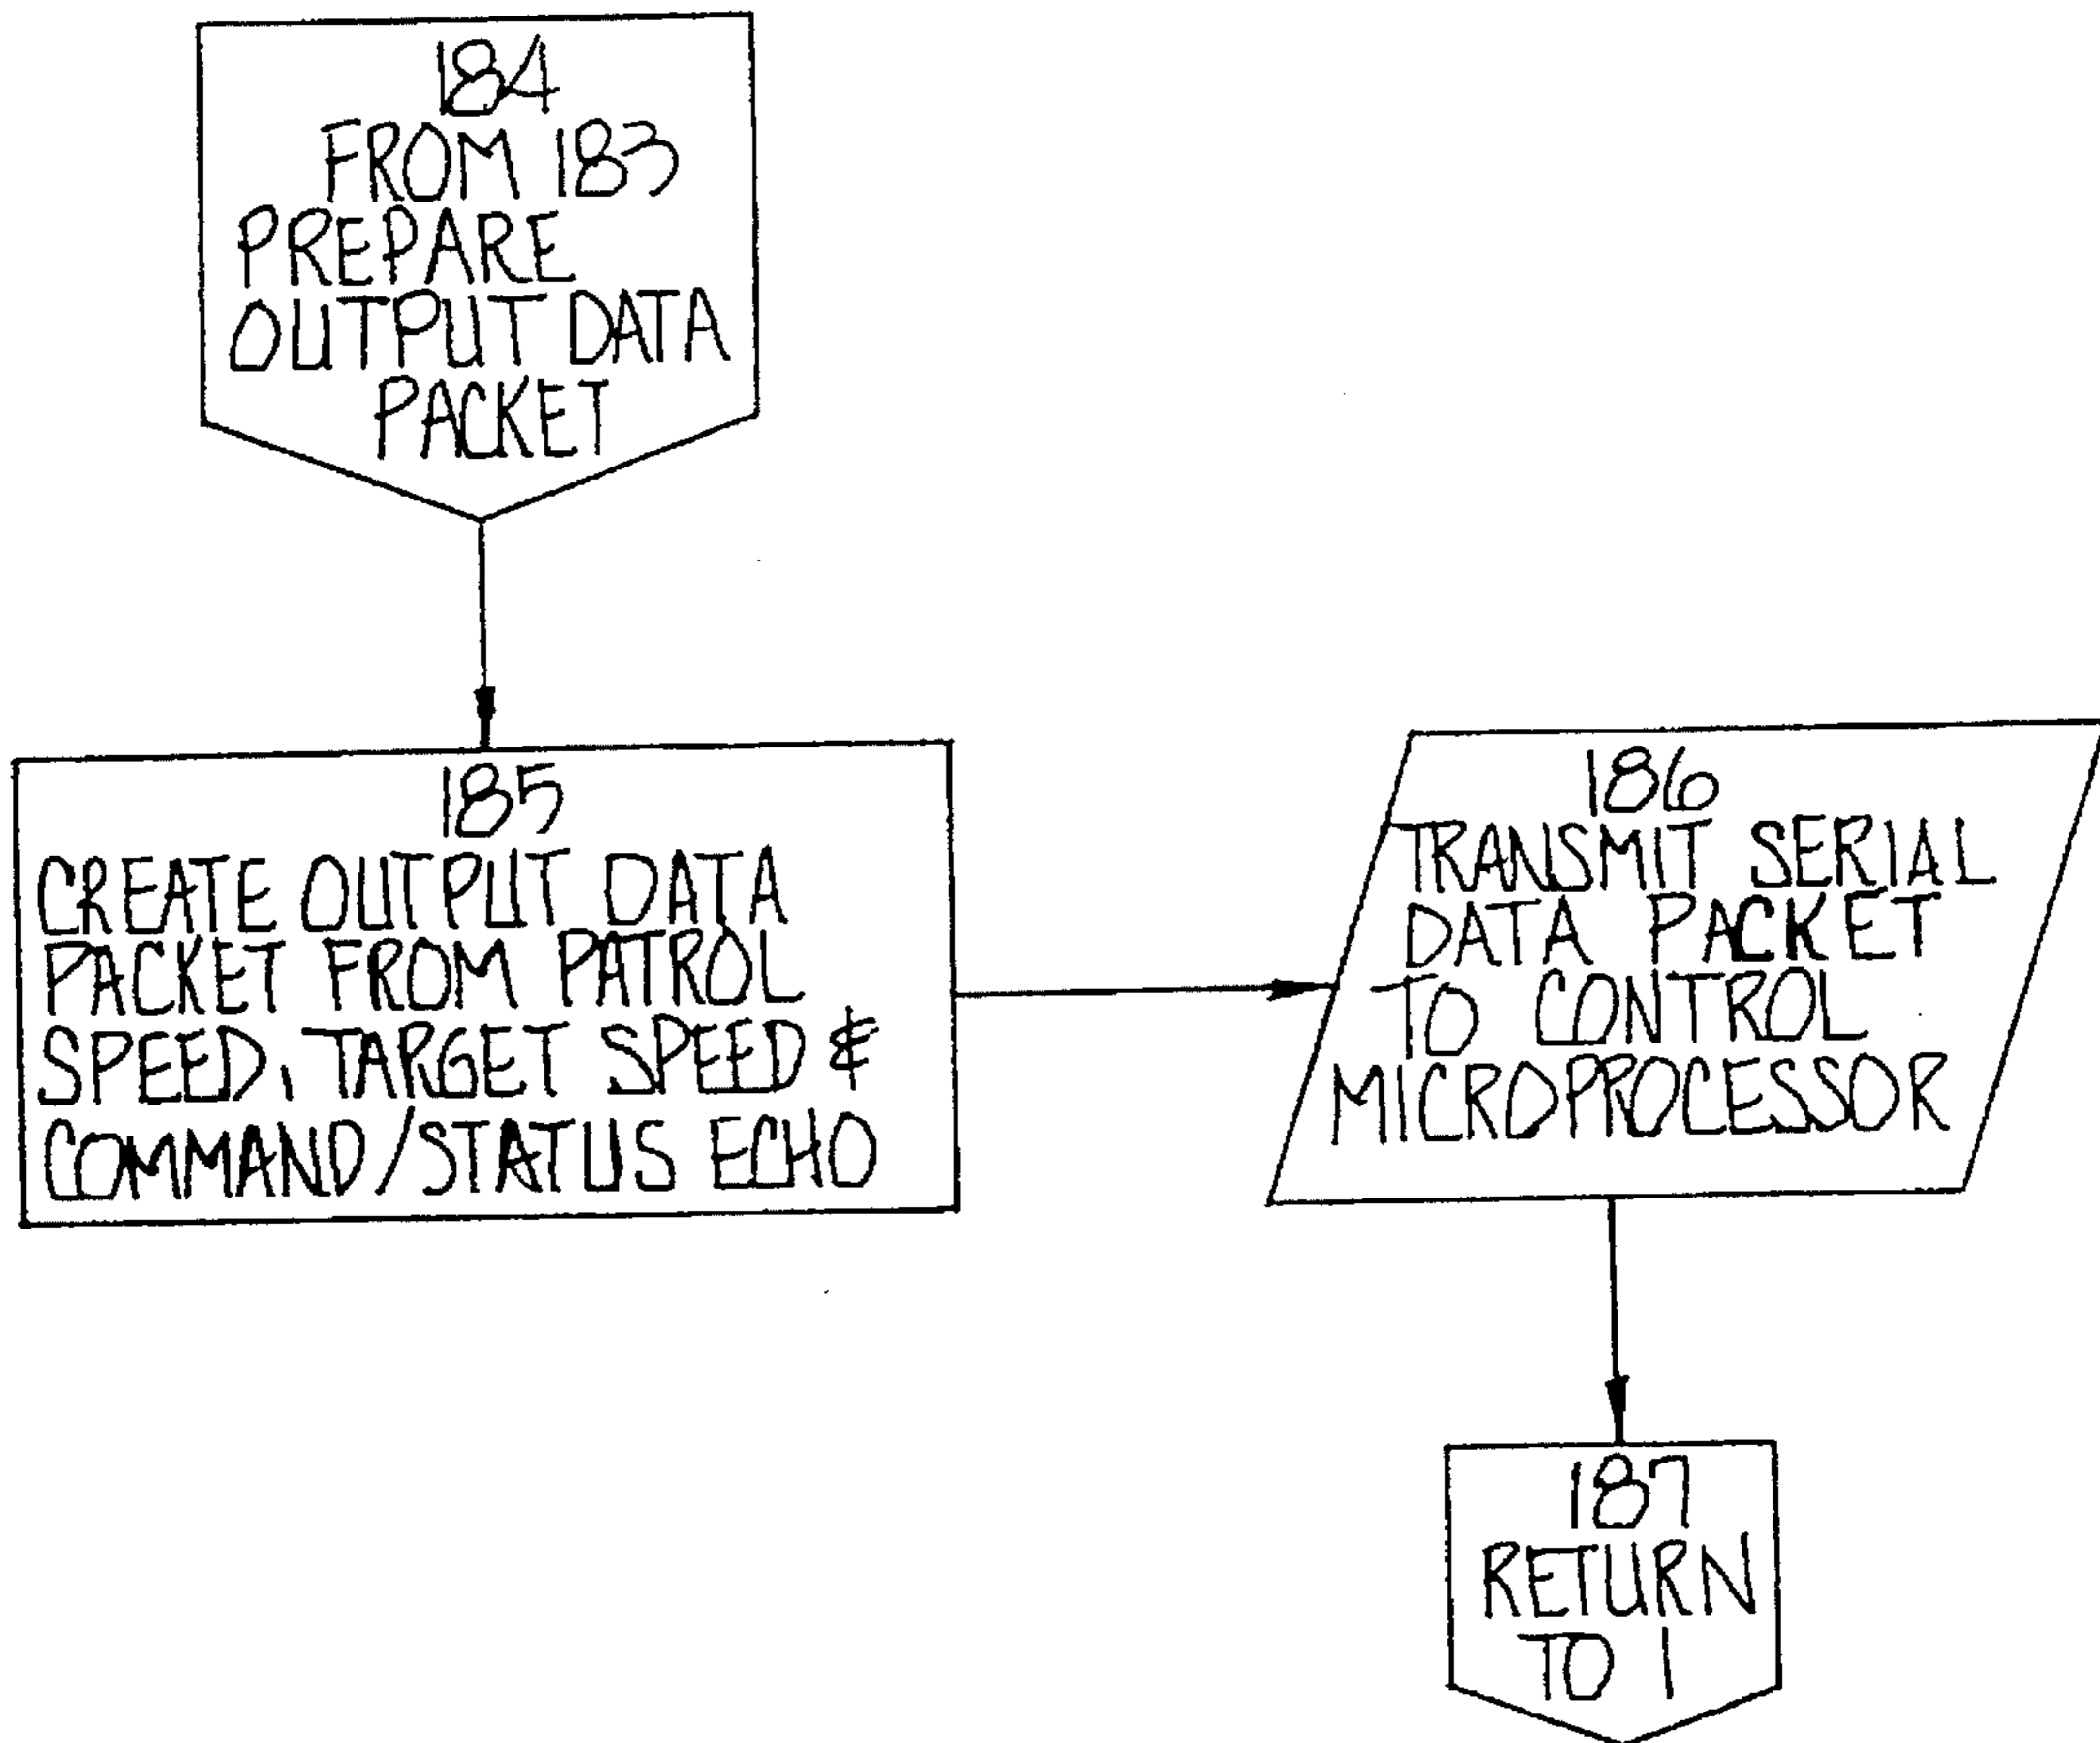 184
FROM 183
PREPARE
OUTPUT DATA
PACKET
185
CREATE OUTPUT DATA
PACKET FROM PATROL
SPEED, TARGET SPEED &
COMMAND/STATUS ECHO
186
TRANSMIT SERIAL
DATA PACKET
TO CONTROL
MICROPROCESSOR
187
RETURN
TO 1